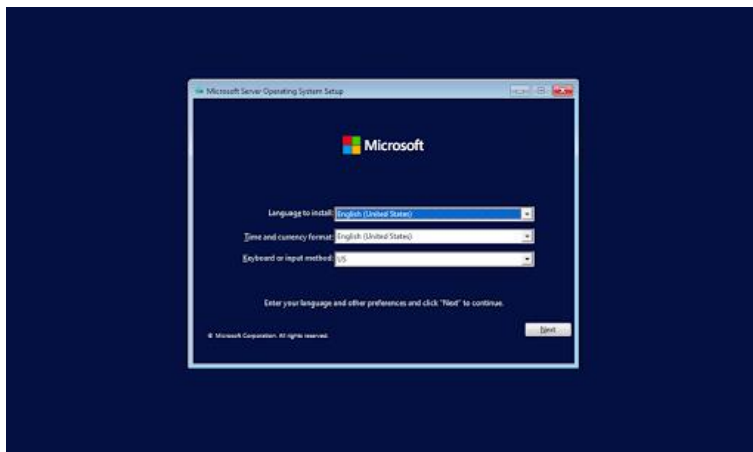 Microsoft Server Operating System Setup
Microsoft
Language to install: English (United States)
Time and currency format: English (United States)
Keyboard or input method: US
Enter your language and other preferences and click "Next" to continue.
© Microsoft Corporation. All rights reserved.
Next